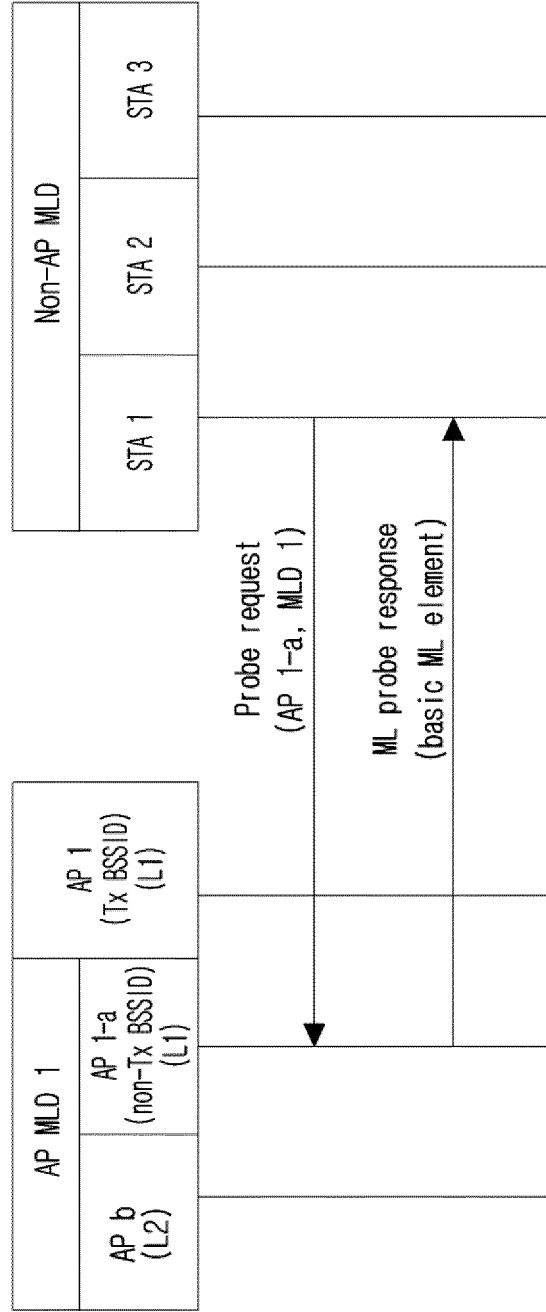 AP MLD 1
AP b
(L2)
AP 1-a
(non-Tx BSSID)
(L1)
AP 1
(Tx BSSID)
(L1)
Non-AP MLD
STA 1
STA 2
STA 3
Probe request
(AP 1-a, MLD 1)
ML probe response
(basic ML element)